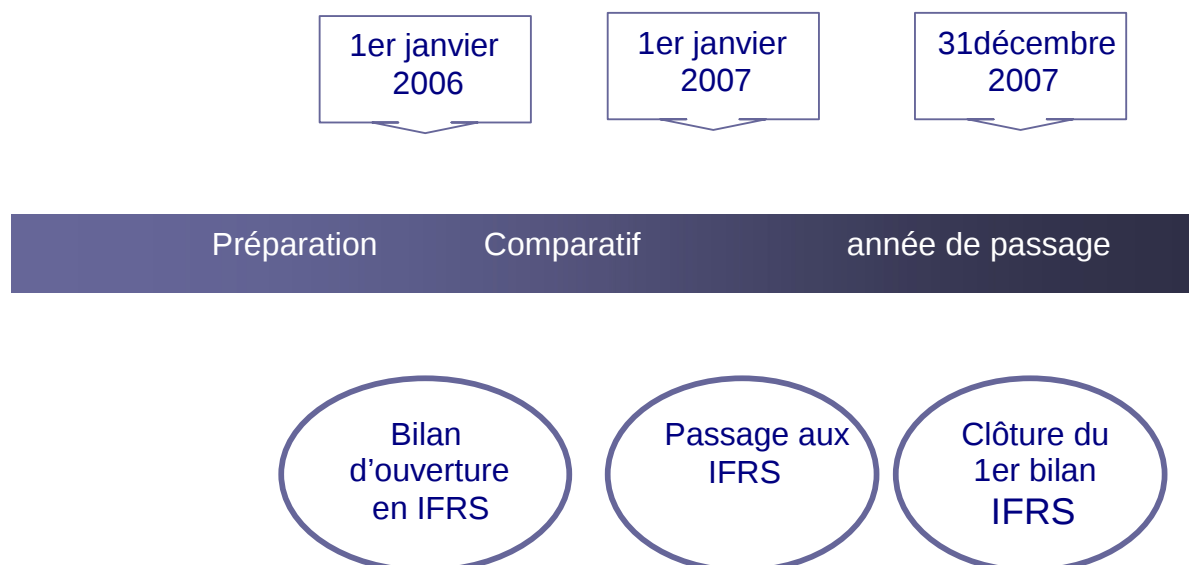 1er janvier
2006
1er janvier
2007
31décembre
2007
Préparation Comparatif année de passage
Bilan
d’ouverture
en IFRS
Passage aux
IFRS
Clôture du
1er bilan
IFRS